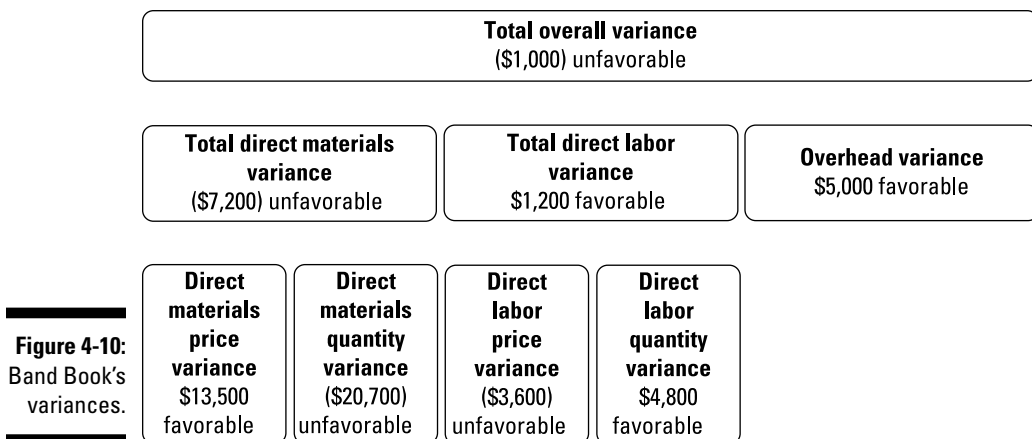 Total overall variance
($1,000) unfavorable
Total direct materials
variance
($7,200) unfavorable
Total direct labor
variance
$1,200 favorable
Overhead variance
$5,000 favorable
Direct
materials
price
variance
$13,500
favorable
Direct
materials
quantity
variance
($20,700)
unfavorable
Direct
labor
price
variance
($3,600)
unfavorable
Direct
labor
quantity
variance
$4,800
favorable
Figure 4-10:
Band Book's
variances.